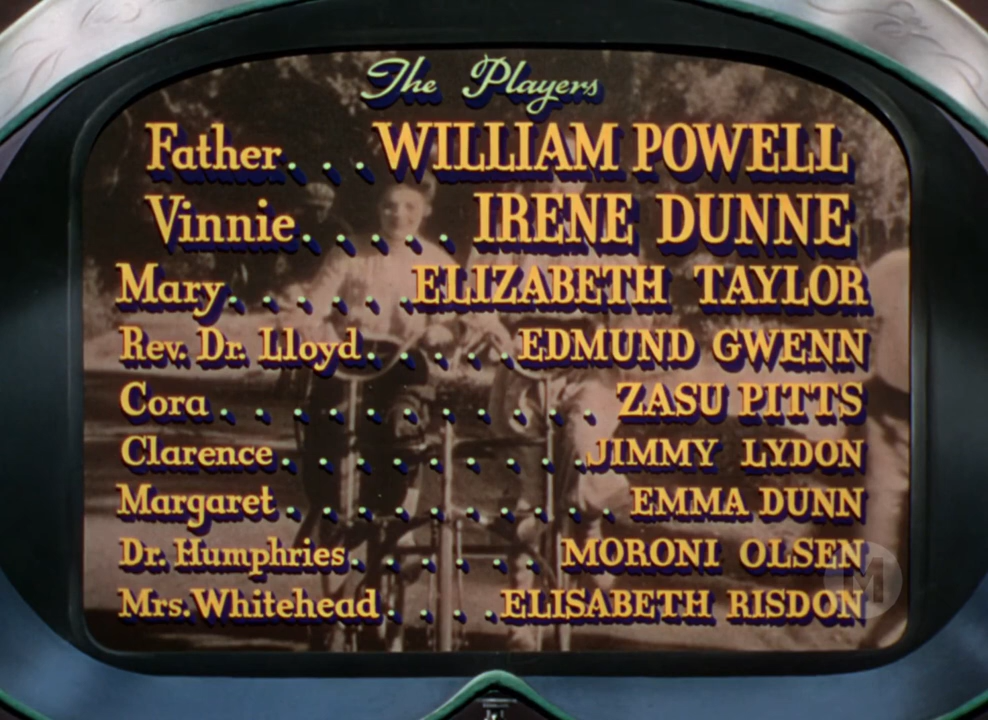 The Players
Father. . . WILLIAM POWELL
Vinnie. . . . . IRENE DUNNE
Mary. . . . . ELIZABETH TAYLOR
Rev. Dr. Lloyd. . . . . EDMUND GWENN
Cora . . . . . . . . . . . ZASU PITTS
Clarence . . . . . . . . . JIMMY LYDON
Margaret . . . . . . . . . . EMMA DUNN
Dr. Humphries. . . . . . MORONI OLSEN
Mrs. Whitehead . . . . ELISABETH RISDON
M